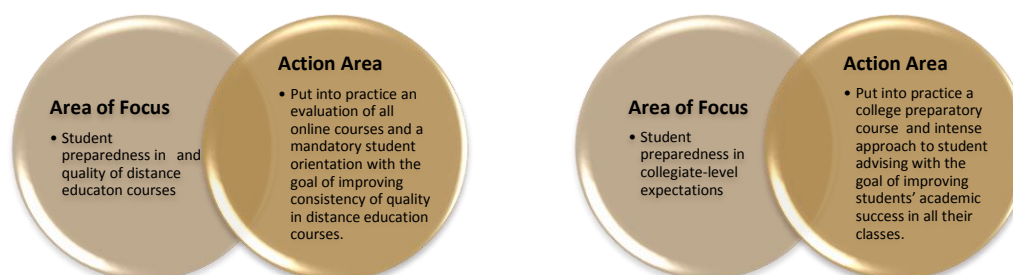 Area of Focus
• Student
preparedness in and
quality of distance
educaton courses
Action Area
• Put into practice an
evaluation of all
online courses and a
mandatory student
orientation with the
goal of improving
consistency of quality
in distance education
courses.
Area of Focus
• Student
preparedness in
collegiate-level
expectations
Action Area
• Put into practice a
college preparatory
course and intense
approach to student
advising with the
goal of improving
students’ academic
success in all their
classes.